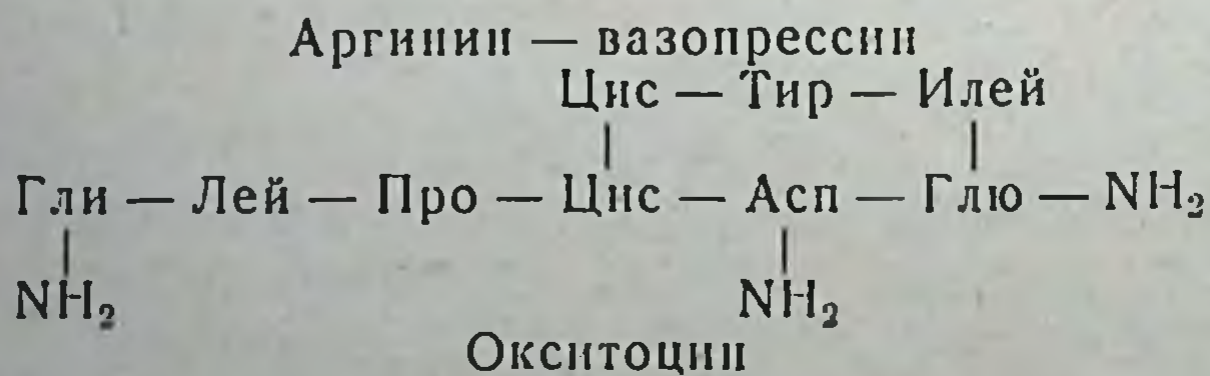 Аргинин — вазопрессин
Цис — Тир — Илей
Гли — Лей — Про — Цис — Асп — Глю — NH₂
NH₂ NH₂
Окситоцин